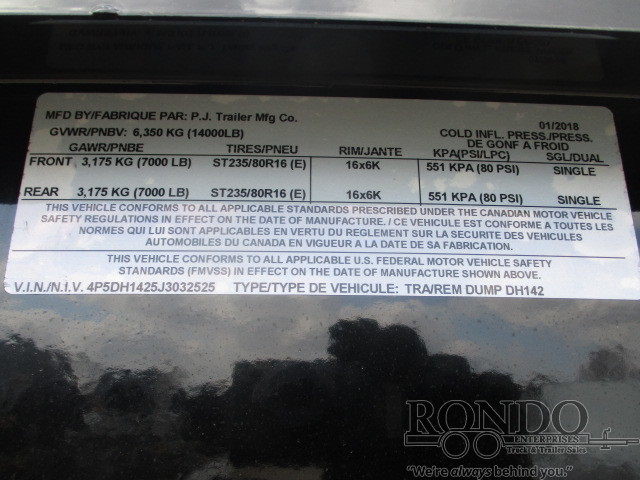 MFD BY/FABRIQUE PAR: P.J. Trailer Mfg Co. 01/2018
GVWR/PNBV: 6,350 KG (14000LB) COLD INFL. PRESS./PRESS.
DE GONF A FROID
GAWR/PNBE TIRES/PNEU RIM/JANTE KPA(PSI/LPC) SGL/DUAL
FRONT 3,175 KG (7000 LB) ST235/80R16 (E) 16x6K 551 KPA (80 PSI) SINGLE
REAR 3,175 KG (7000 LB) ST235/80R16 (E) 16x6K 551 KPA (80 PSI) SINGLE
THIS VEHICLE CONFORMS TO ALL APPLICABLE STANDARDS PRESCRIBED UNDER THE CANADIAN MOTOR VEHICLE
SAFETY REGULATIONS IN EFFECT ON THE DATE OF MANUFACTURE. / CE VEHICULE EST CONFORME A TOUTES LES
NORMES QUI LUI SONT APPLICABLES EN VERTU DU REGLEMENT SUR LA SECURITE DES VEHICULES
AUTOMOBILES DU CANADA EN VIGUEUR A LA DATE DE SA FABRICATION.
THIS VEHICLE CONFORMS TO ALL APPLICABLE U.S. FEDERAL MOTOR VEHICLE SAFETY
STANDARDS (FMVSS) IN EFFECT ON THE DATE OF MANUFACTURE SHOWN ABOVE.
V.I.N./N.I.V. 4P5DH1425J3032525 TYPE/TYPE DE VEHICULE: TRA/REM DUMP DH142
RONDO
ENTERPRISES
Truck & Trailer Sales
"We're always behind you."